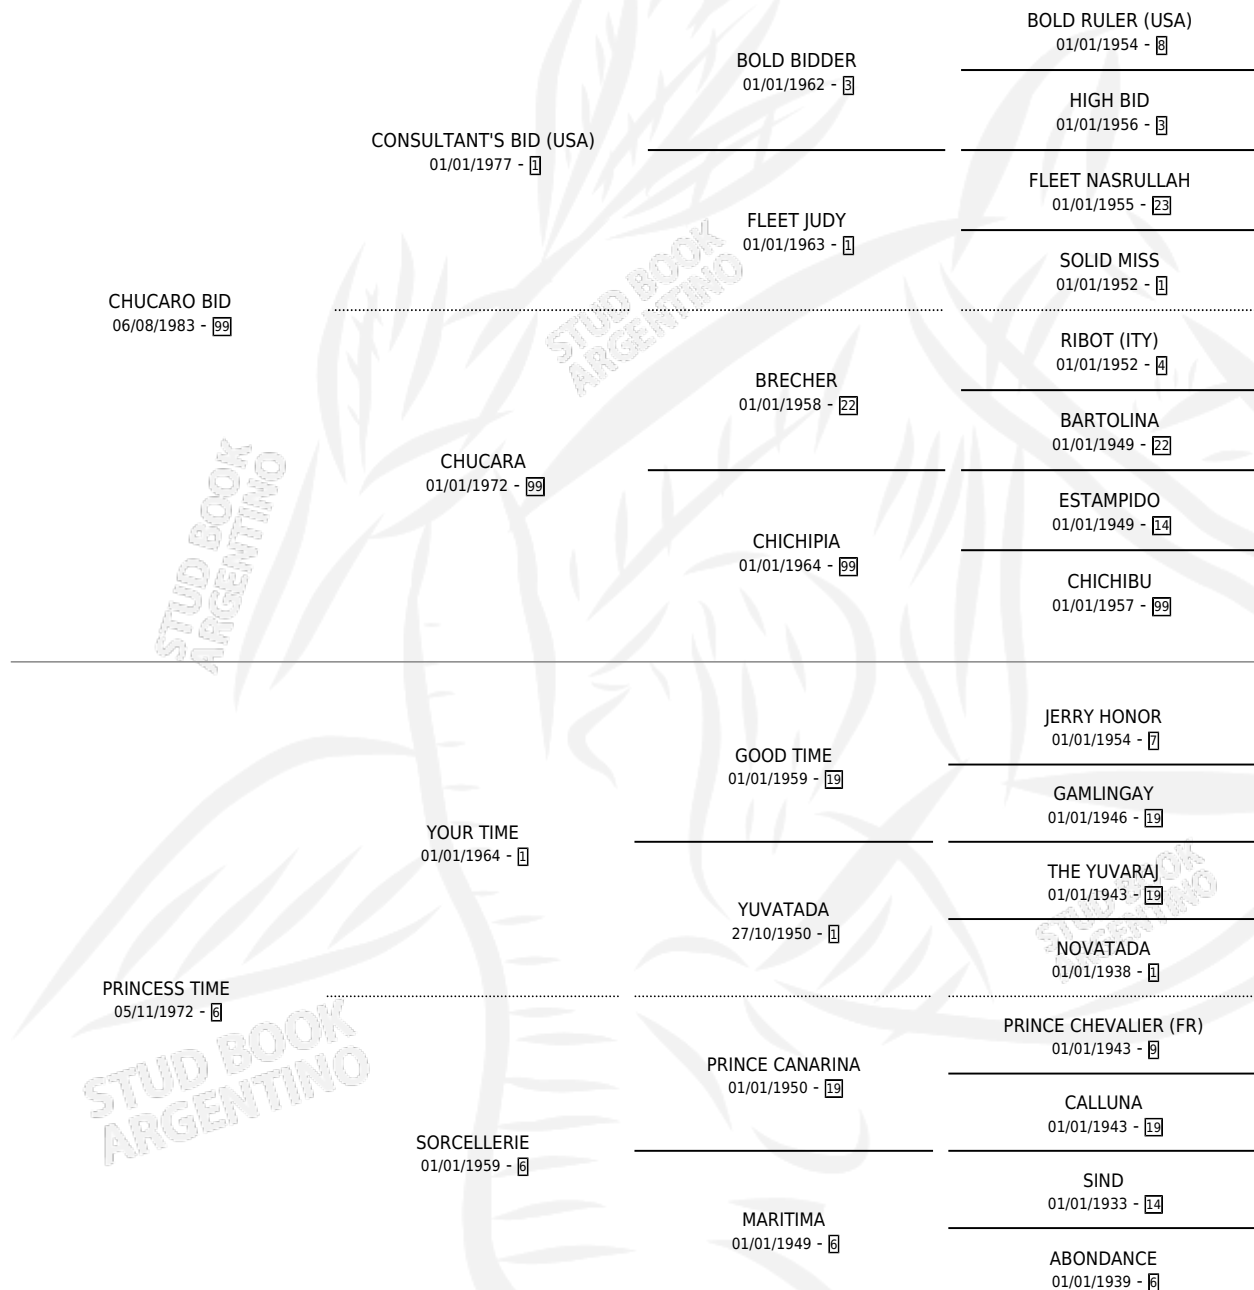 BOLD RULER (USA)
01/01/1954 - 8
BOLD BIDDER
01/01/1962 - 3
HIGH BID
01/01/1956 - 3
CONSULTANT'S BID (USA)
01/01/1977 - 1
FLEET NASRULLAH
01/01/1955 - 23
FLEET JUDY
01/01/1963 - 1
SOLID MISS
01/01/1952 - 1
CHUCARO BID
06/08/1983 - 99
STUD BOOK
ARGENTINO
RIBOT (ITY)
01/01/1952 - 4
BRECHER
01/01/1958 - 22
BARTOLINA
01/01/1949 - 22
CHUCARA
01/01/1972 - 99
ESTAMPIDO
01/01/1949 - 14
CHICHIPIA
01/01/1964 - 99
CHICHIBU
01/01/1957 - 99
STUD BOOK
ARGENTINO
JERRY HONOR
01/01/1954 - 7
GOOD TIME
01/01/1959 - 19
GAMLINGAY
01/01/1946 - 19
YOUR TIME
01/01/1964 - 1
THE YUVARAJ
01/01/1943 - 19
YUVATADA
27/10/1950 - 1
NOVATADA
01/01/1938 - 1
STUD BOOK
ARGENTINO
PRINCESS TIME
05/11/1972 - 6
PRINCE CHEVALIER (FR)
01/01/1943 - 9
PRINCE CANARINA
01/01/1950 - 19
CALLUNA
01/01/1943 - 19
STUD BOOK
ARGENTINO
SORCELLERIE
01/01/1959 - 6
SIND
01/01/1933 - 14
MARITIMA
01/01/1949 - 6
ABONDANCE
01/01/1939 - 6